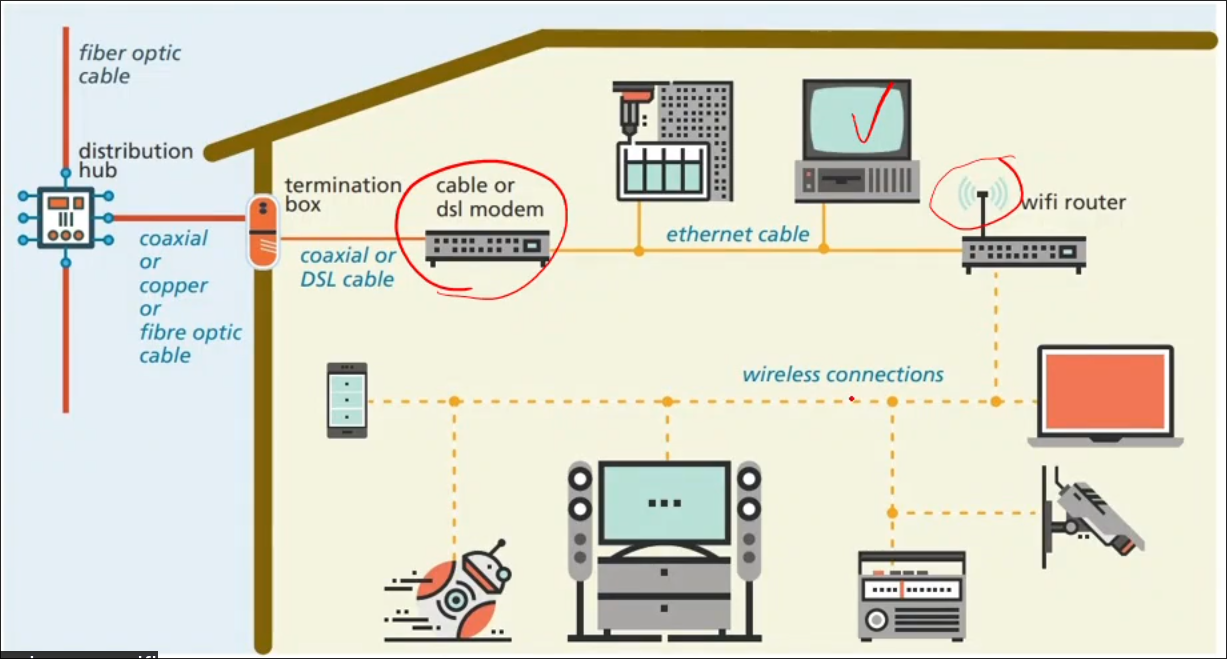 fiber optic
cable
distribution
hub
coaxial
or
copper
or
fibre optic
cable
termination
box
coaxial or
DSL cable
cable or
dsl modem
ethernet cable
wifi router
wireless connections